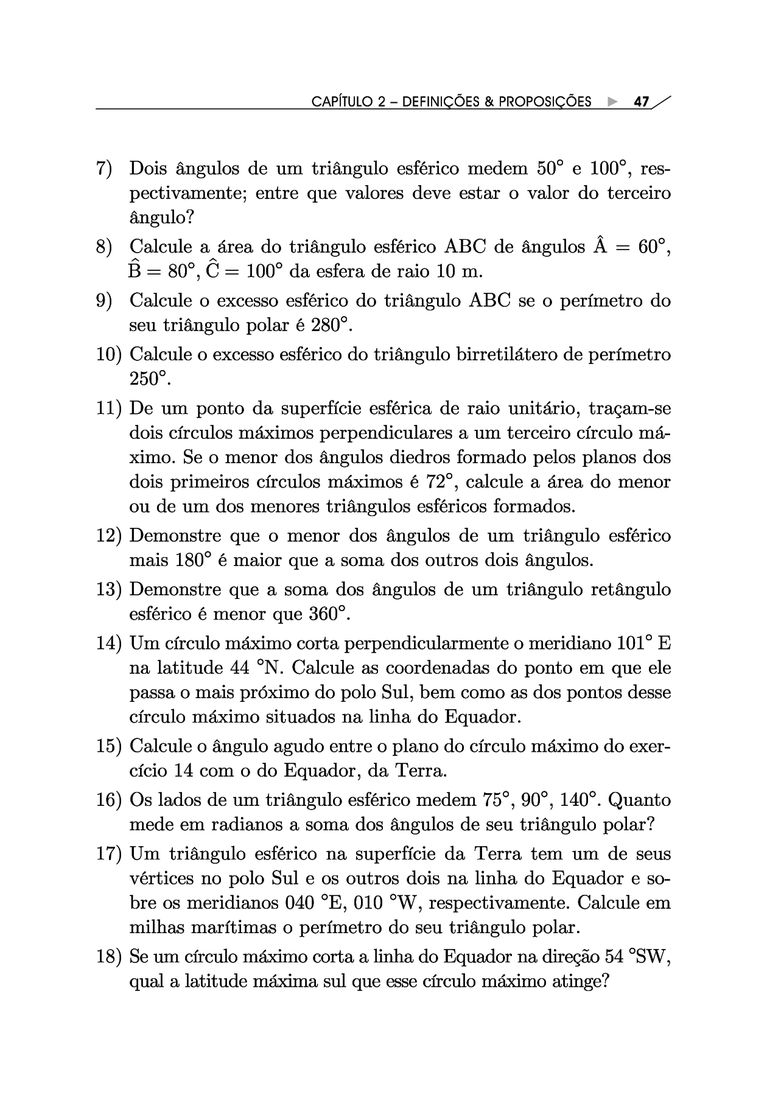 CAPÍTULO 2 – DEFINIÇÕES & PROPOSIÇÕES ► 47
7) Dois ângulos de um triângulo esférico medem 50° e 100°, res-
pectivamente; entre que valores deve estar o valor do terceiro
ângulo?
8) Calcule a área do triângulo esférico ABC de ângulos Â = 60°,
B̂ = 80°, Ĉ = 100° da esfera de raio 10 m.
9) Calcule o excesso esférico do triângulo ABC se o perímetro do
seu triângulo polar é 280°.
10) Calcule o excesso esférico do triângulo birretilátero de perímetro
250°.
11) De um ponto da superfície esférica de raio unitário, traçam-se
dois círculos máximos perpendiculares a um terceiro círculo má-
ximo. Se o menor dos ângulos diedros formado pelos planos dos
dois primeiros círculos máximos é 72°, calcule a área do menor
ou de um dos menores triângulos esféricos formados.
12) Demonstre que o menor dos ângulos de um triângulo esférico
mais 180° é maior que a soma dos outros dois ângulos.
13) Demonstre que a soma dos ângulos de um triângulo retângulo
esférico é menor que 360°.
14) Um círculo máximo corta perpendicularmente o meridiano 101° E
na latitude 44 °N. Calcule as coordenadas do ponto em que ele
passa o mais próximo do polo Sul, bem como as dos pontos desse
círculo máximo situados na linha do Equador.
15) Calcule o ângulo agudo entre o plano do círculo máximo do exer-
cício 14 com o do Equador, da Terra.
16) Os lados de um triângulo esférico medem 75°, 90°, 140°. Quanto
mede em radianos a soma dos ângulos de seu triângulo polar?
17) Um triângulo esférico na superfície da Terra tem um de seus
vértices no polo Sul e os outros dois na linha do Equador e so-
bre os meridianos 040 °E, 010 °W, respectivamente. Calcule em
milhas marítimas o perímetro do seu triângulo polar.
18) Se um círculo máximo corta a linha do Equador na direção 54 °SW,
qual a latitude máxima sul que esse círculo máximo atinge?